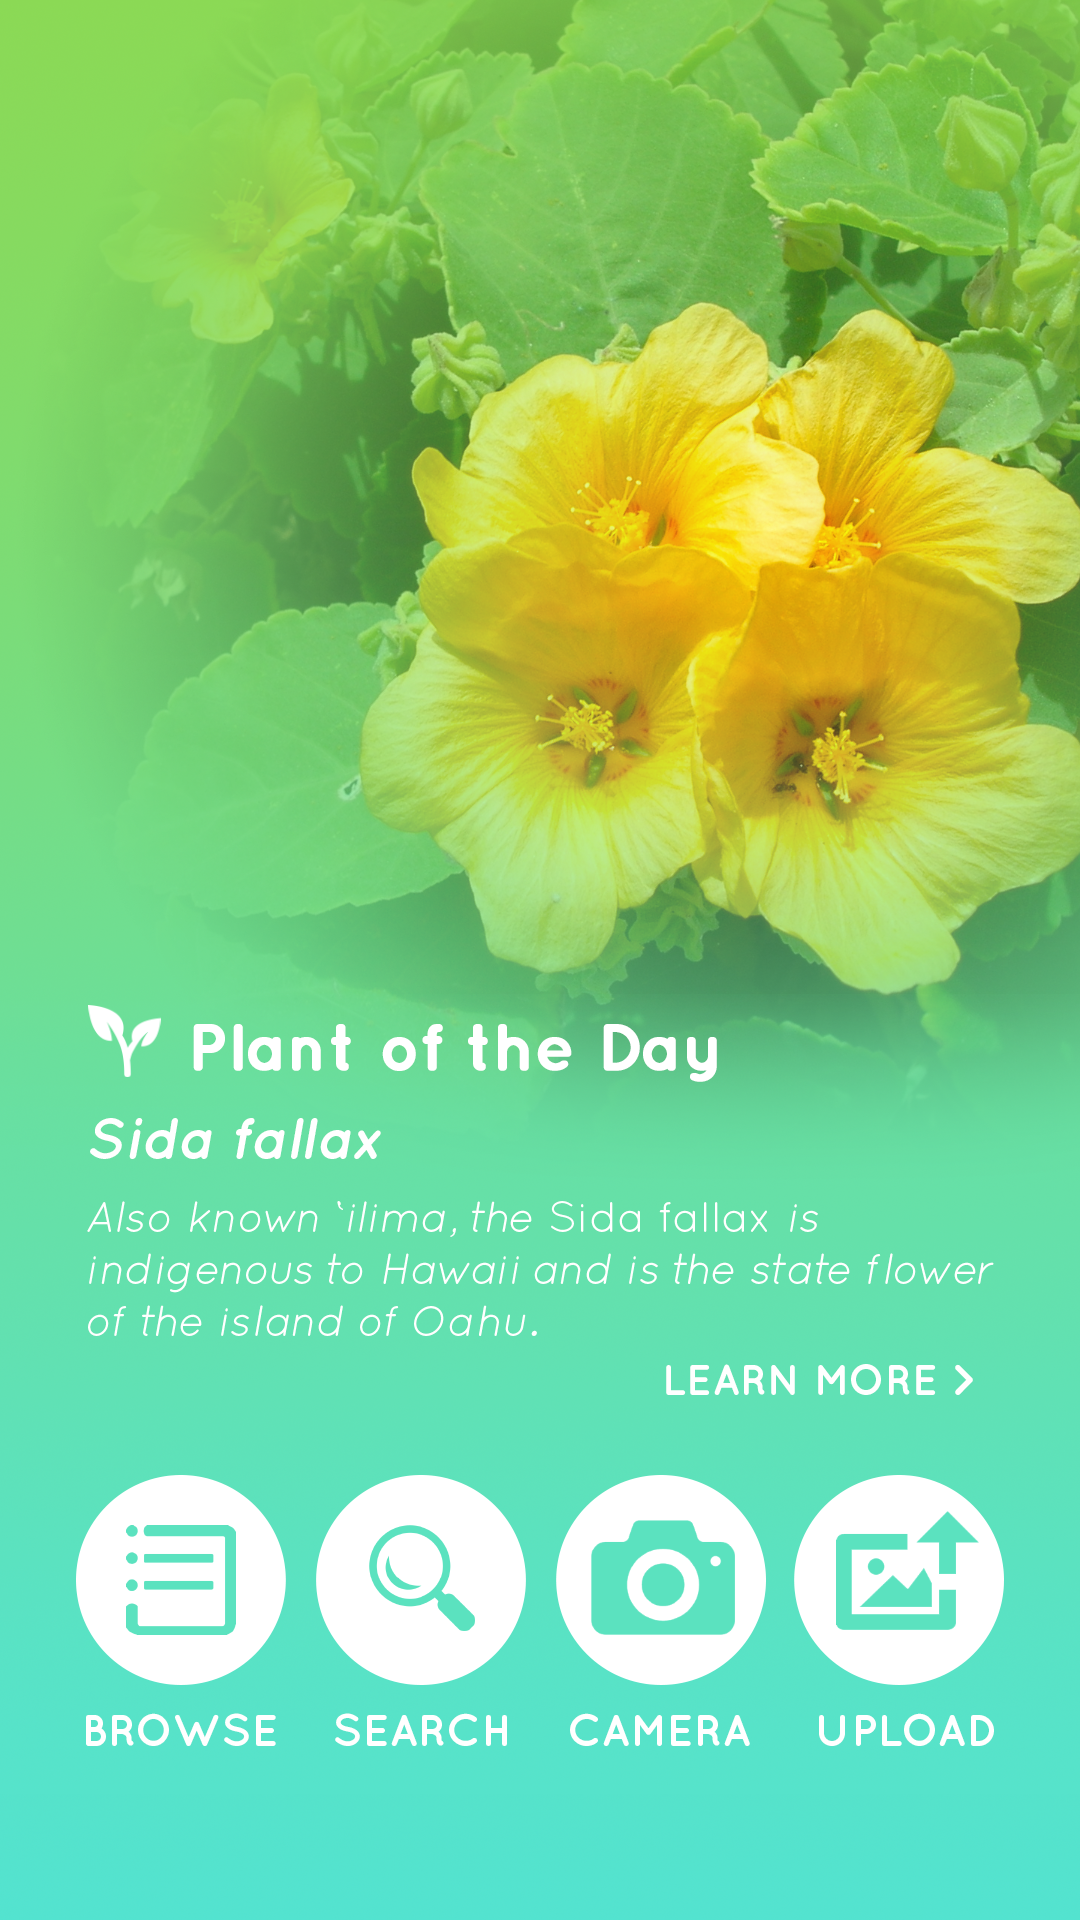 Plant of the Day
Sida fallax
Also known ‛ilima, the Sida fallax is
indigenous to Hawaii and is the state flower
of the island of Oahu.
LEARN MORE >
BROWSE SEARCH CAMERA UPLOAD